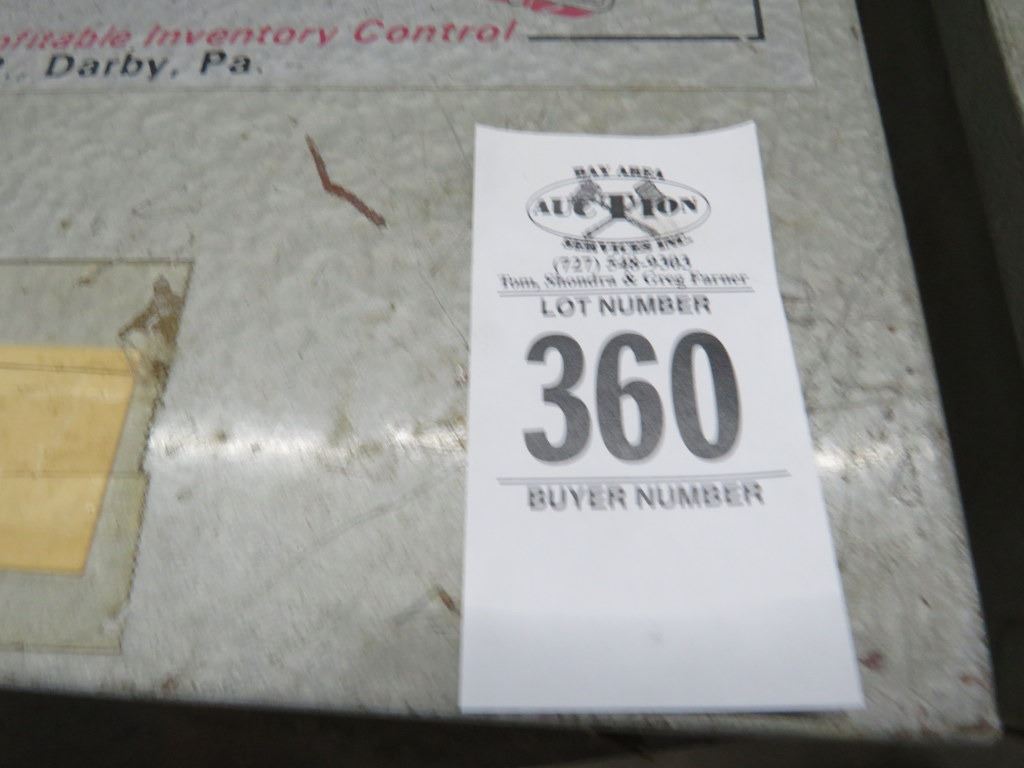 ofitable Inventory Control
Darby, Pa.
BAY AREA
AUCTION
SERVICES INC.
(727) 548-9303
Tom, Shondra & Greg Farner
LOT NUMBER
360
BUYER NUMBER